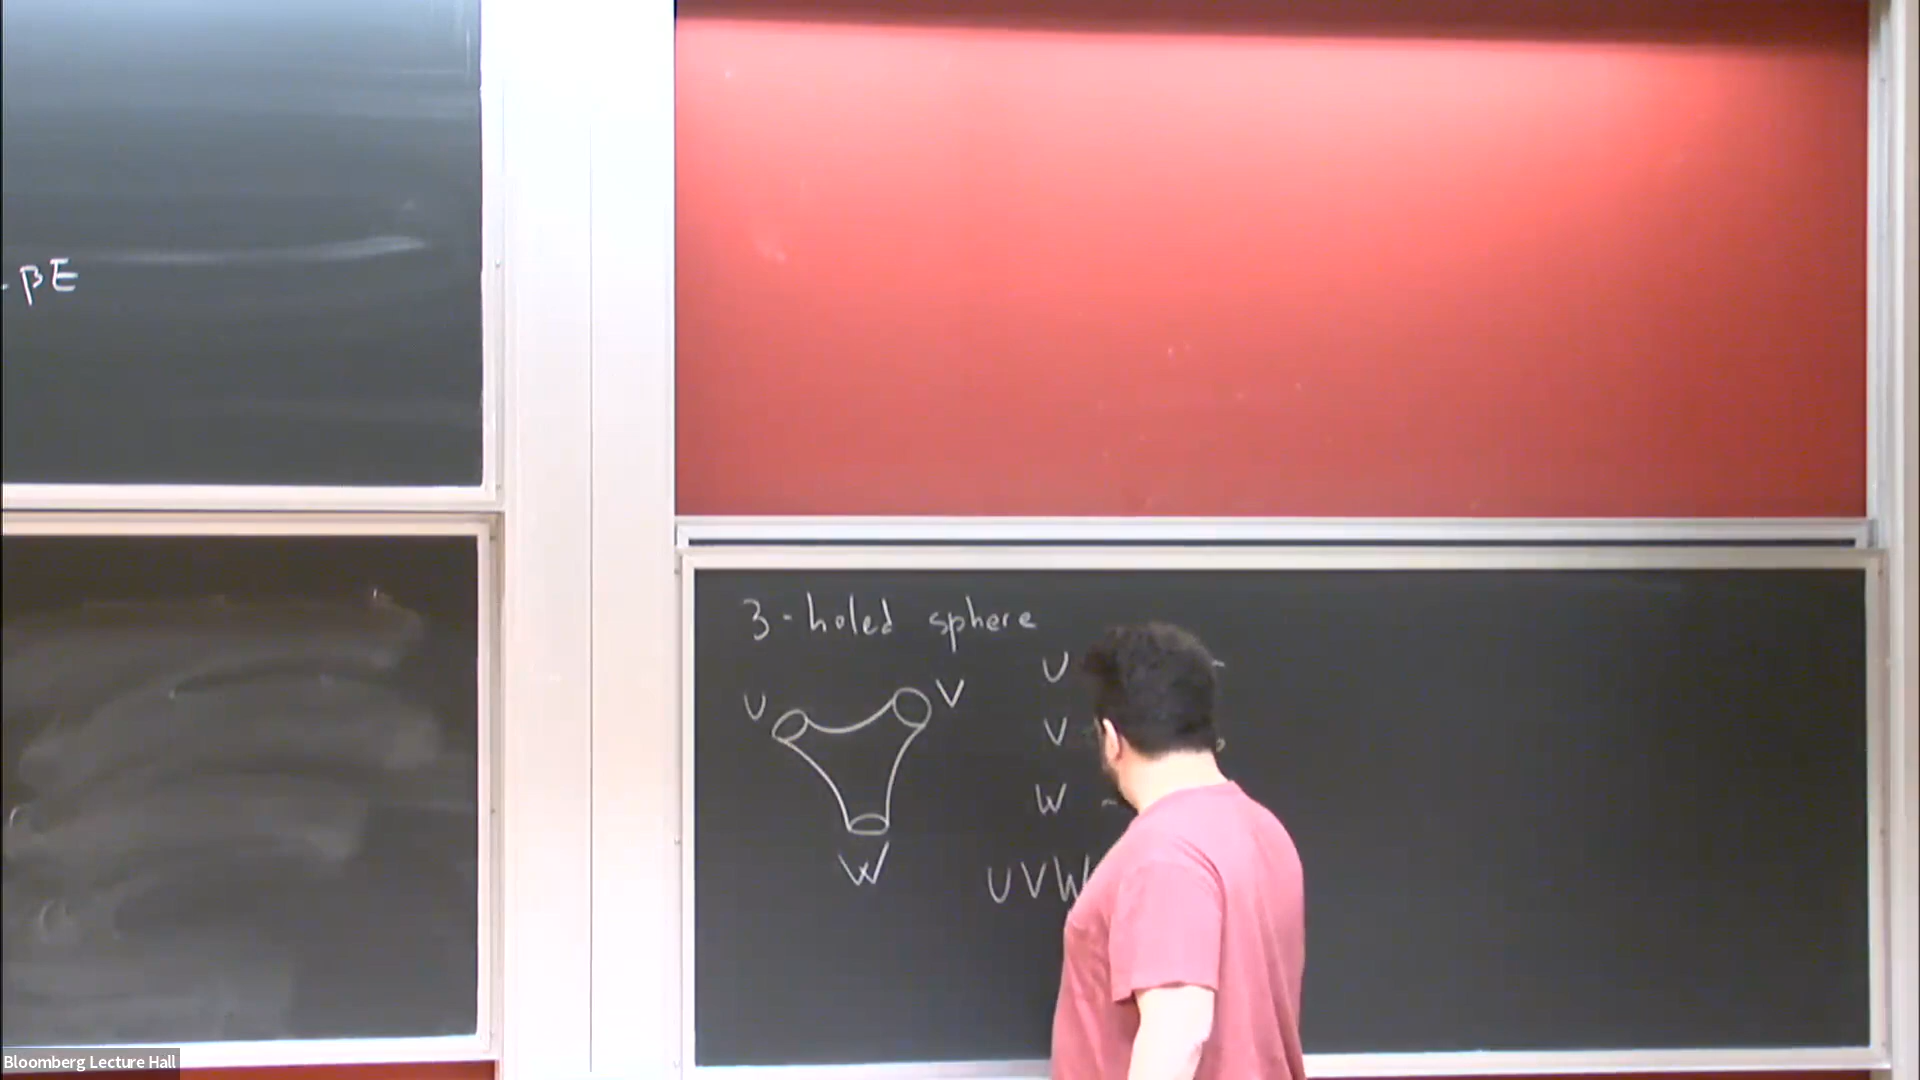 -βE
3-holed sphere
U V
W
U
V
W ~
UVW
Bloomberg Lecture Hall